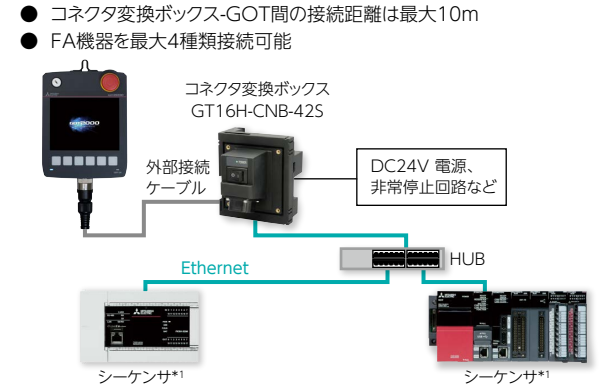 ● コネクタ変換ボックス-GOT間の接続距離は最大10m
● FA機器を最大4種類接続可能
コネクタ変換ボックス
GT16H-CNB-42S
外部接続
ケーブル
DC24V 電源、
非常停止回路など
HUB
Ethernet
シーケンサ*1
シーケンサ*1